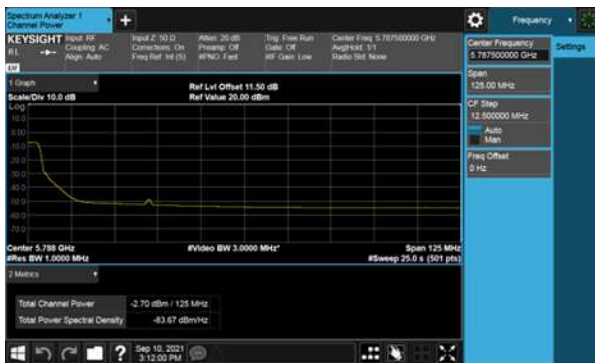 Spectrum Analyzer 1
Channel Power
+
Frequency
KEYSIGHT
Input: RF
Input Z: 50 Ω
Atten: 20 dB
Trig: Free Run
Center Freq: 5.787500000 GHz
RL
Coupling: AC
Corrections: On
Preamp: Off
Gate: Off
Avg|Hold: 1/1
Align: Auto
Freq Ref: Int (S)
#PNO: Fast
#IF Gain: Low
Radio Std: None
Center Frequency
5.787500000 GHz
Settings
Span
125.00 MHz
CF Step
12.500000 MHz
Auto
Man
Freq Offset
0 Hz
1 Graph
Ref Lvl Offset 11.50 dB
Scale/Div 10.0 dB
Ref Value 20.00 dBm
Log
10.0
0.00
-10.0
-20.0
-30.0
-40.0
-50.0
-60.0
-70.0
Center 5.788 GHz
#Video BW 3.0000 MHz*
Span 125 MHz
#Res BW 1.0000 MHz
#Sweep 25.0 s (501 pts)
2 Metrics
Total Channel Power
-2.70 dBm / 125 MHz
Total Power Spectral Density
-83.67 dBm/Hz
?
Sep 10, 2021
3:12:00 PM